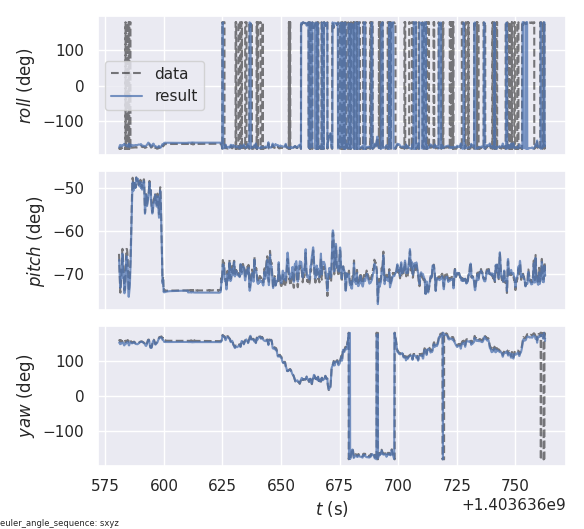 100
0
−100
roll (deg)
data
result
−50
−60
−70
pitch (deg)
100
0
−100
yaw (deg)
575 600 625 650 675 700 725 750
t (s)
+1.403636e9
euler_angle_sequence: sxyz